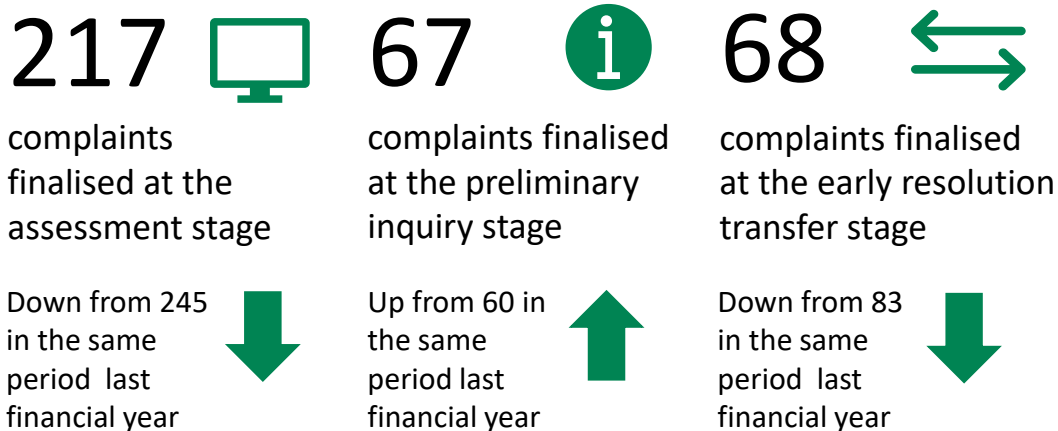 217
complaints
finalised at the
assessment stage
Down from 245
in the same
period  last
financial year
67
complaints finalised
at the preliminary
inquiry stage
Up from 60 in
the same
period last
financial year
68
complaints finalised
at the early resolution
transfer stage
Down from 83
in the same
period  last
financial year